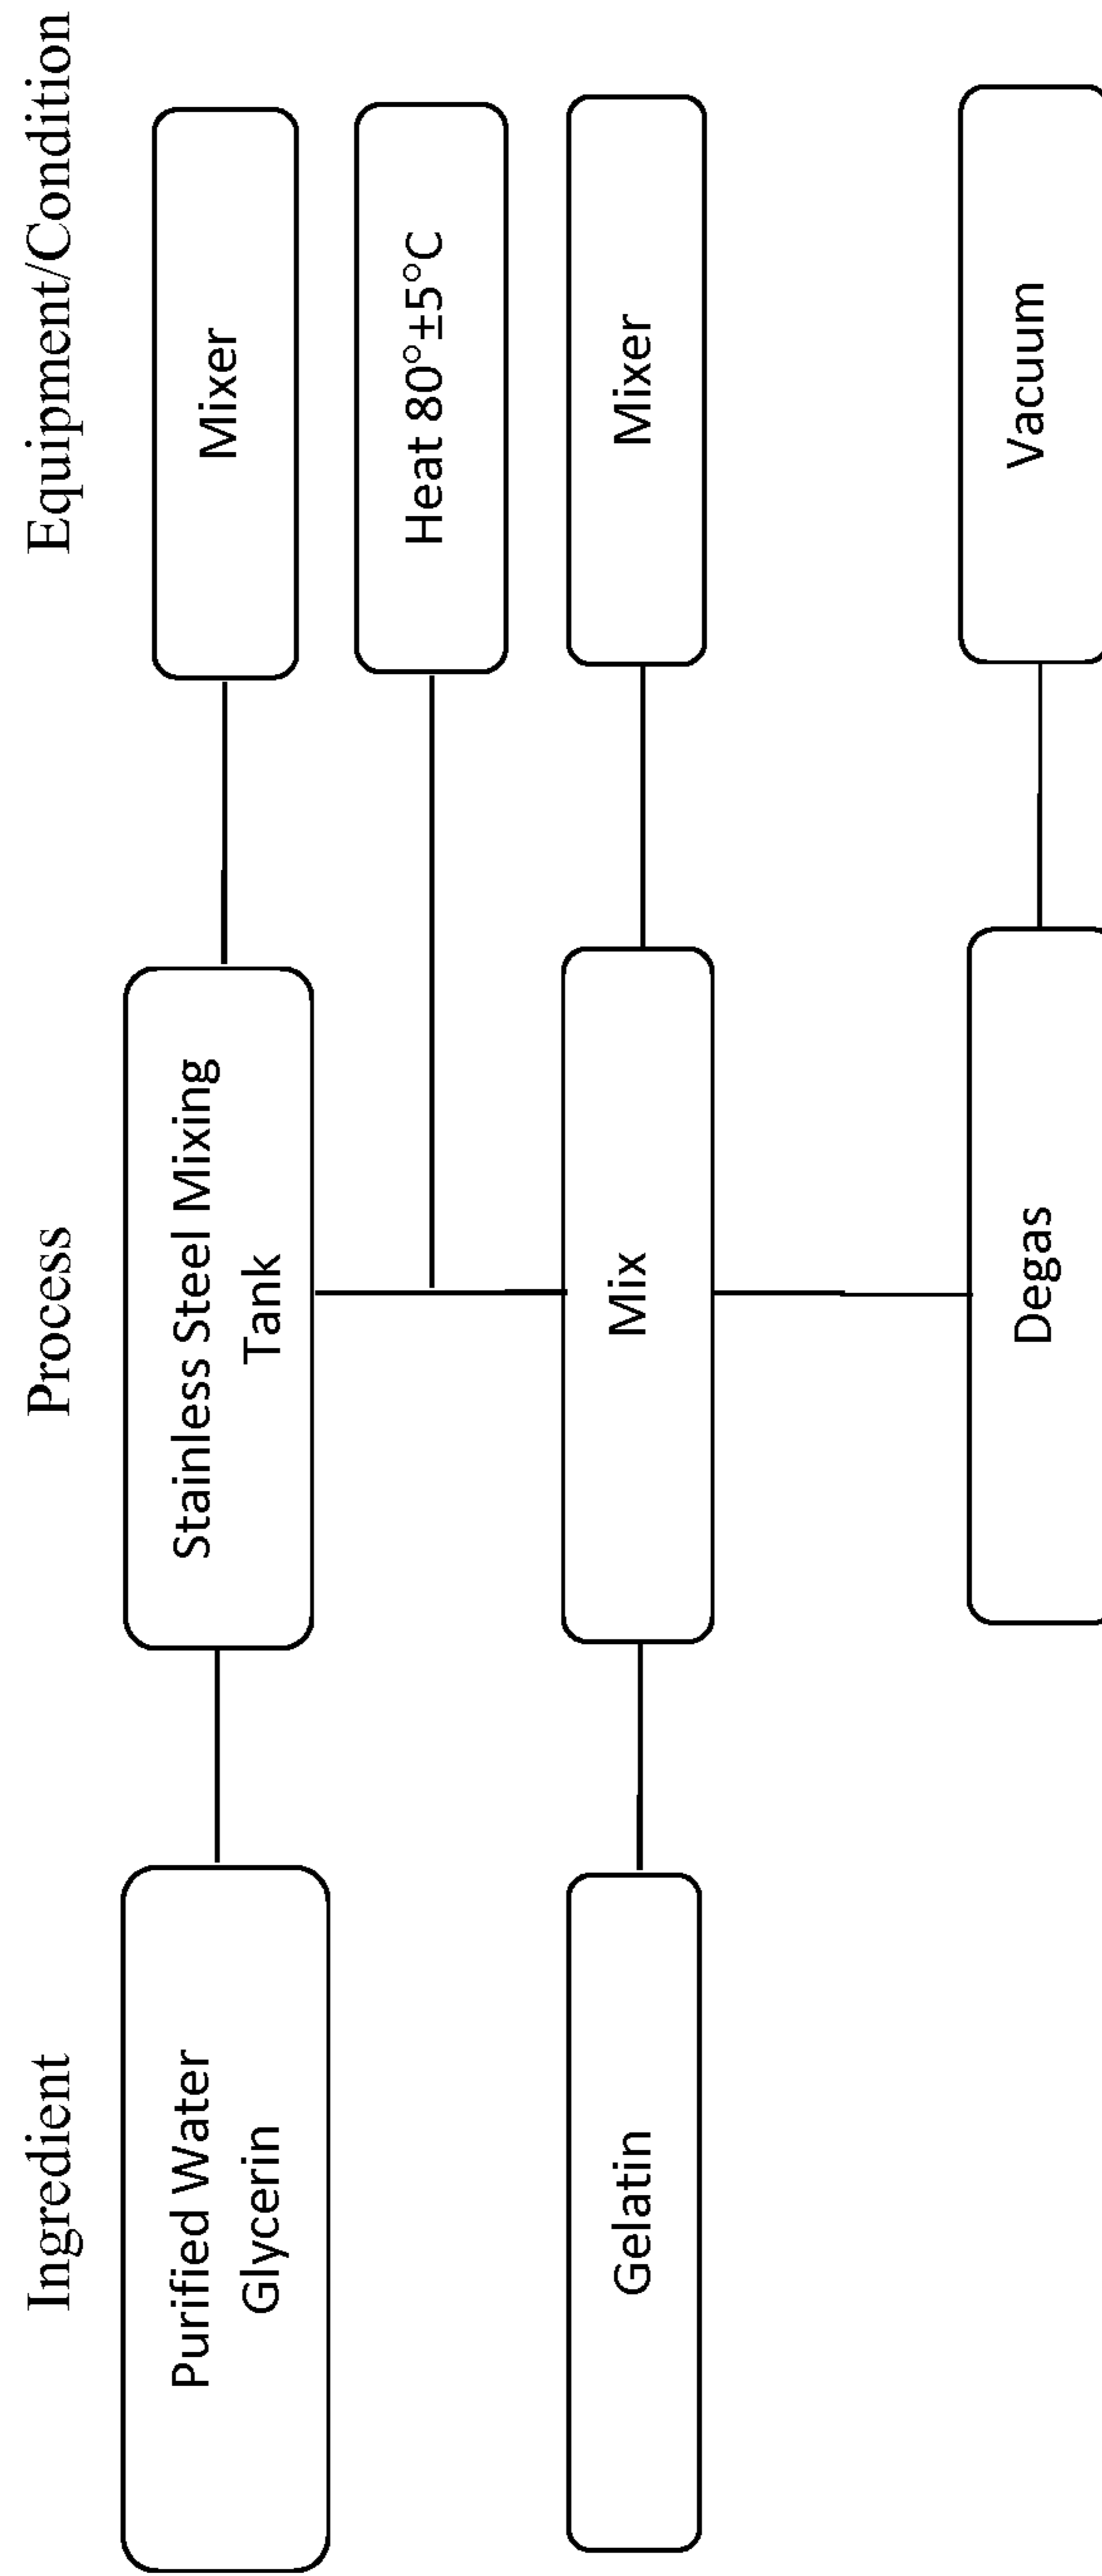 Ingredient
Process
Equipment/Condition
Purified Water
Glycerin
Stainless Steel Mixing
Tank
Mixer
Heat 80°±5°C
Gelatin
Mix
Mixer
Degas
Vacuum